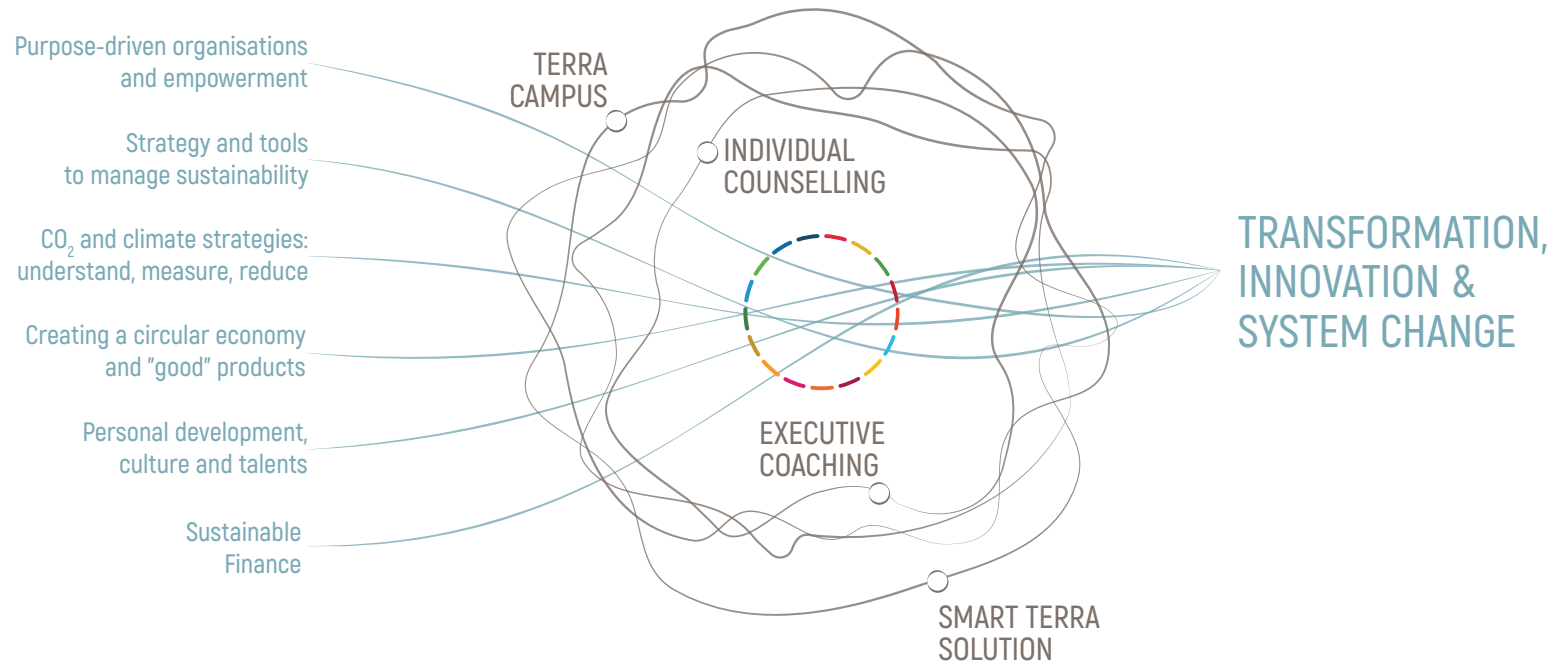 Purpose-driven organisations
and empowerment
Strategy and tools
to manage sustainability
CO₂ and climate strategies:
understand, measure, reduce
Creating a circular economy
and "good" products
Personal development,
culture and talents
Sustainable
Finance
TERRA
CAMPUS
INDIVIDUAL
COUNSELLING
EXECUTIVE
COACHING
SMART TERRA
SOLUTION
TRANSFORMATION,
INNOVATION &
SYSTEM CHANGE